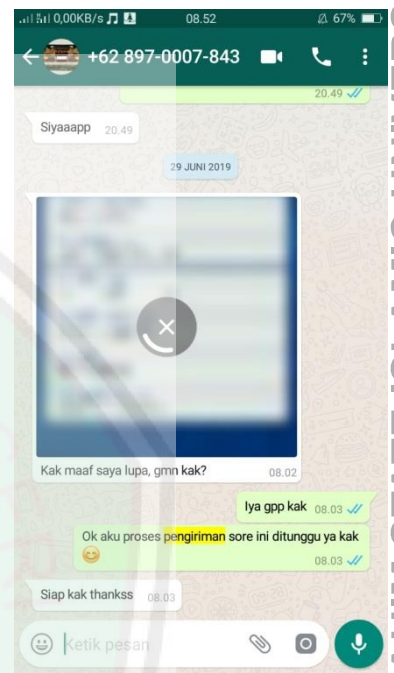 0,00KB/s 08.52 67%
+62 897-0007-843
20.49
Siyaaapp 20.49
29 JUNI 2019
Kak maaf saya lupa, gmn kak? 08.02
Iya gpp kak 08.03
Ok aku proses pengiriman sore ini ditunggu ya kak
😊 08.03
Siap kak thankss 08.03
Ketik pesan